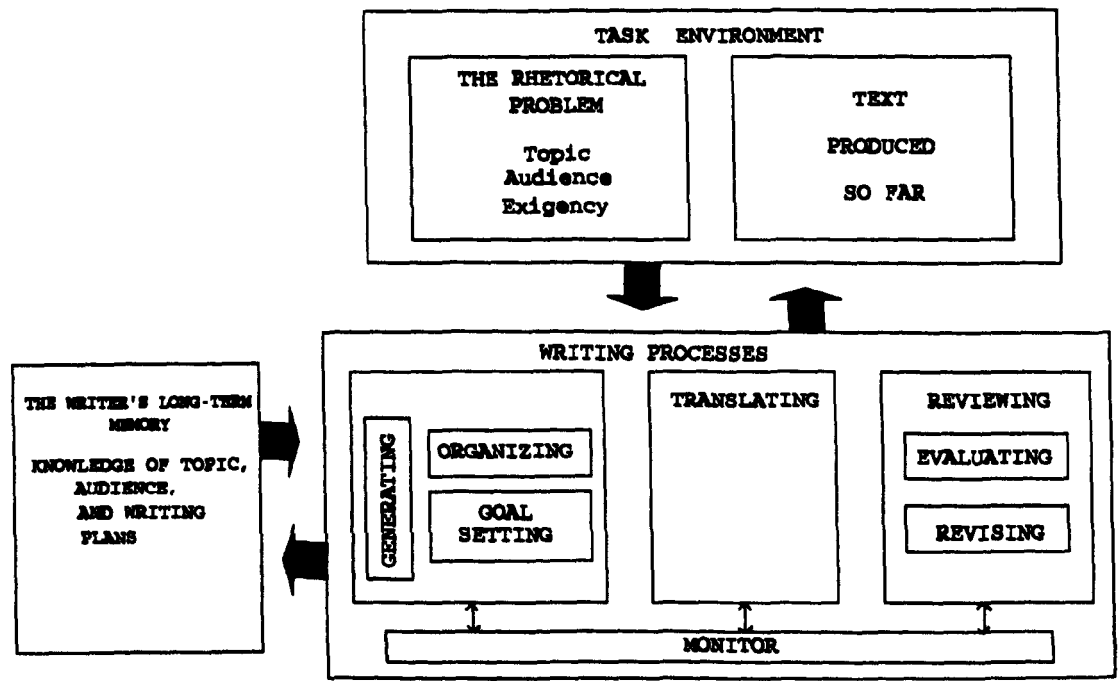 TASK ENVIRONMENT
THE RHETORICAL
PROBLEM
Topic
Audience
Exigency
TEXT
PRODUCED
SO FAR
WRITING PROCESSES
THE WRITER'S LONG-TERM
MEMORY
KNOWLEDGE OF TOPIC,
AUDIENCE,
AND WRITING
PLANS
GENERATING
ORGANIZING
GOAL
SETTING
TRANSLATING
REVIEWING
EVALUATING
REVISING
MONITOR